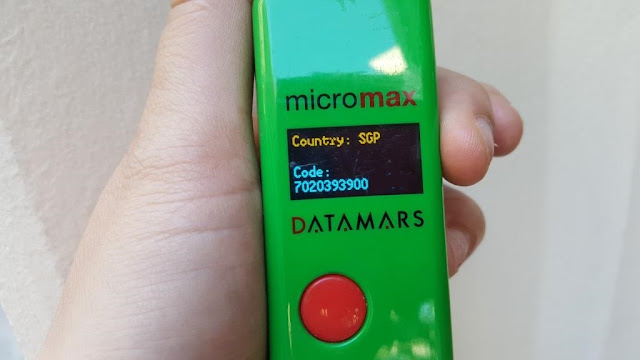 micromax
Country: SGP
Code:
7020393900
DATAMARS